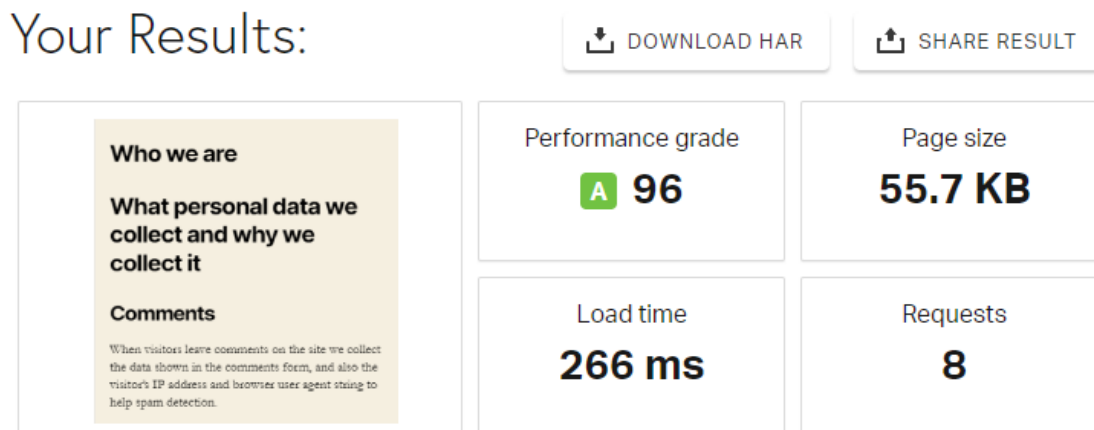 Your Results:
DOWNLOAD HAR
SHARE RESULT
Who we are
What personal data we
collect and why we
collect it
Comments
When visitors leave comments on the site we collect
the data shown in the comments form, and also the
visitor's IP address and browser user agent string to
help spam detection.
Performance grade
A 96
Page size
55.7 KB
Load time
266 ms
Requests
8